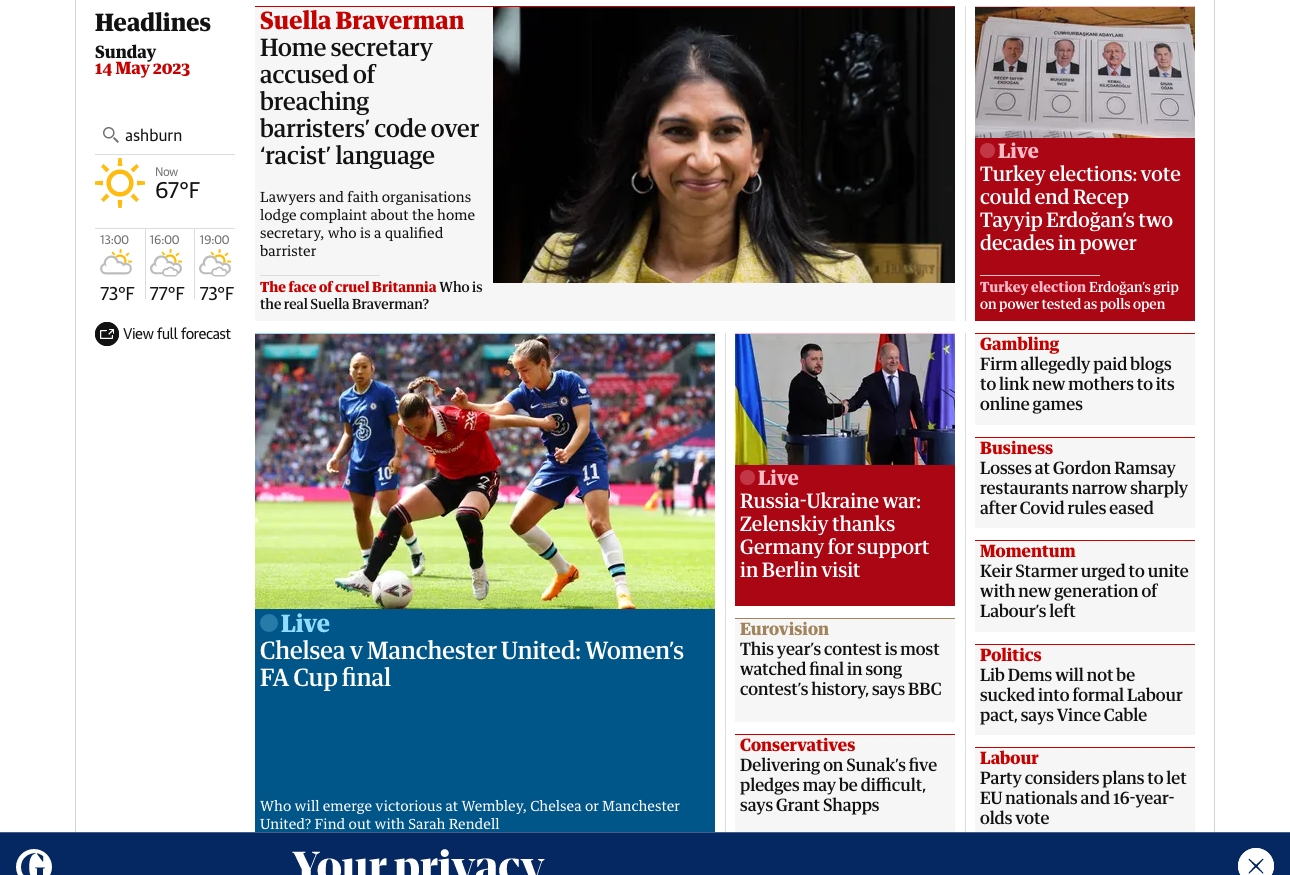 Headlines
Sunday
14 May 2023
ashburn
Now
67°F
13:00
16:00
19:00
73°F
77°F
73°F
View full forecast
Suella Braverman
Home secretary
accused of
breaching
barristers’ code over
‘racist’ language
Lawyers and faith organisations
lodge complaint about the home
secretary, who is a qualified
barrister
The face of cruel Britannia Who is
the real Suella Braverman?
CUMHURBAŞKANI ADAYLARI
RECEP TAYYİP
ERDOĞAN
MUHARREM
İNCE
KEMAL
KILIÇDAROĞLU
SİNAN
OĞAN
Live
Turkey elections: vote
could end Recep
Tayyip Erdoğan’s two
decades in power
Turkey election Erdoğan’s grip
on power tested as polls open
3
10
7
3
11
Live
Chelsea v Manchester United: Women’s
FA Cup final
Who will emerge victorious at Wembley, Chelsea or Manchester
United? Find out with Sarah Rendell
Live
Russia-Ukraine war:
Zelenskiy thanks
Germany for support
in Berlin visit
Eurovision
This year’s contest is most
watched final in song
contest’s history, says BBC
Conservatives
Delivering on Sunak’s five
pledges may be difficult,
says Grant Shapps
Gambling
Firm allegedly paid blogs
to link new mothers to its
online games
Business
Losses at Gordon Ramsay
restaurants narrow sharply
after Covid rules eased
Momentum
Keir Starmer urged to unite
with new generation of
Labour’s left
Politics
Lib Dems will not be
sucked into formal Labour
pact, says Vince Cable
Labour
Party considers plans to let
EU nationals and 16-year-
olds vote
Your privacy